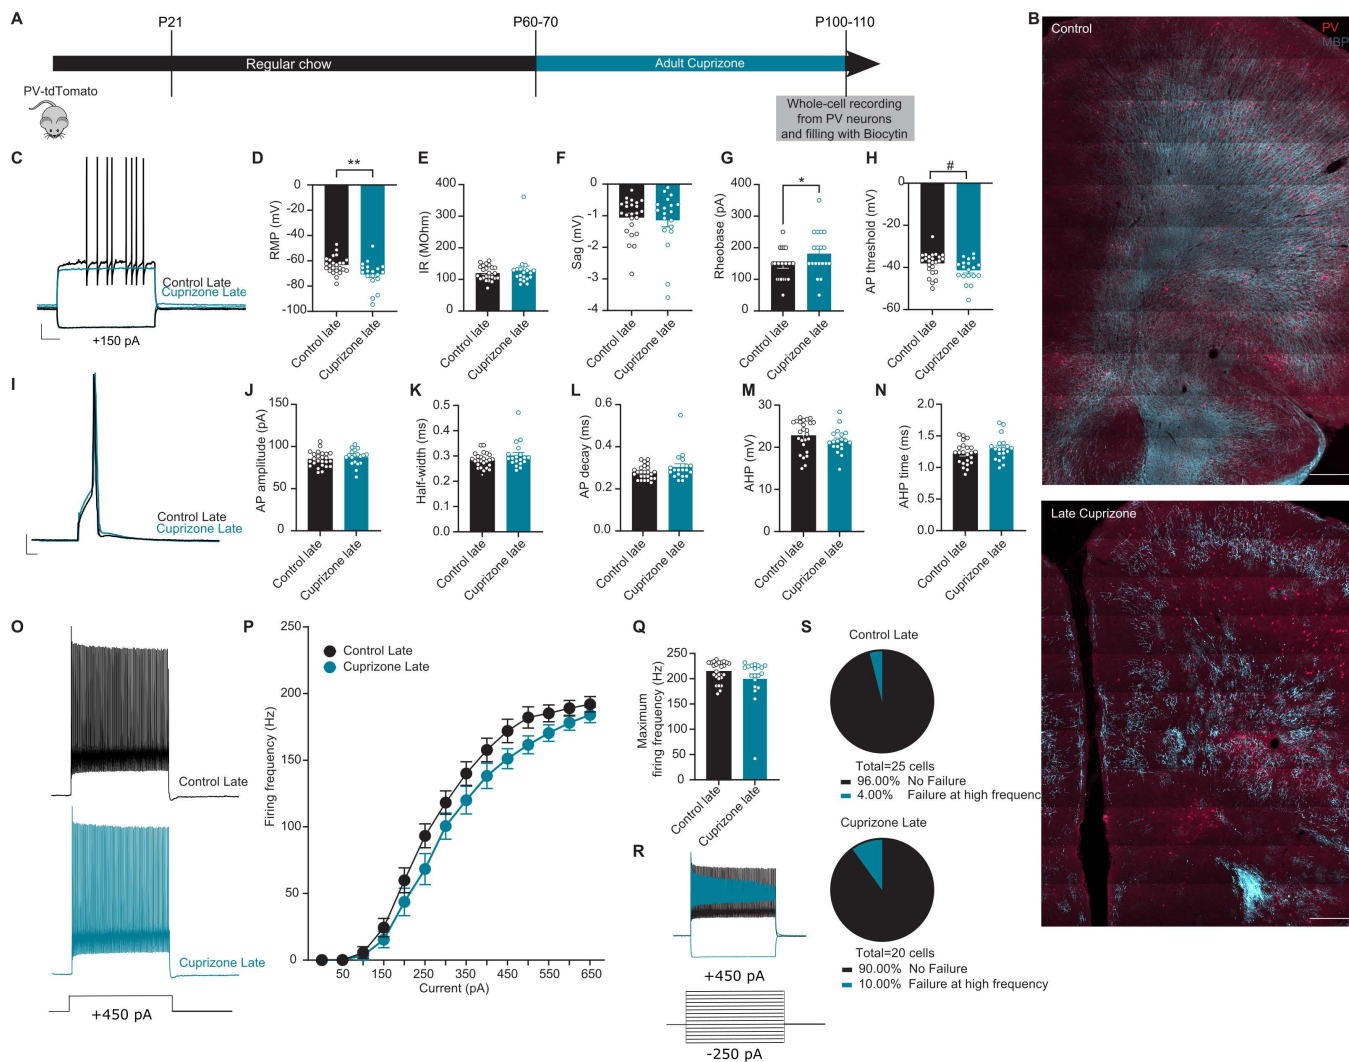 A
P21
P60-70
P100-110
Regular chow
Adult Cuprizone
PV-tdTomato
Whole-cell recording
from PV neurons
and filling with Biocytin
B
Control
PV
MBP
Late Cuprizone
C
Control Late
Cuprizone Late
+150 pA
D
**
RMP (mV)
0
-20
-40
-60
-80
-100
Control late
Cuprizone late
E
IR (MOhm)
400
300
200
100
0
Control late
Cuprizone late
F
Sag (mV)
0
-1
-2
-3
-4
Control late
Cuprizone late
G
*
Rheobase (pA)
400
300
200
100
0
Control late
Cuprizone late
H
#
AP threshold (mV)
0
-20
-40
-60
Control late
Cuprizone late
I
Control Late
Cuprizone Late
J
AP amplitude (pA)
150
100
50
0
Control late
Cuprizone late
K
Half-width (ms)
0.5
0.4
0.3
0.2
0.1
0.0
Control late
Cuprizone late
L
AP decay (ms)
0.6
0.4
0.2
0.0
Control late
Cuprizone late
M
AHP (mV)
30
20
10
0
Control late
Cuprizone late
N
AHP time (ms)
2.0
1.5
1.0
0.5
0.0
Control late
Cuprizone late
O
Control Late
Cuprizone Late
+450 pA
P
Control Late
Cuprizone Late
Firing frequency (Hz)
250
200
150
100
50
0
50
150
250
350
450
550
650
Current (pA)
Q
Maximum
firing frequency (Hz)
250
200
150
100
50
0
Control late
Cuprizone late
R
+450 pA
-250 pA
S
Control Late
Total=25 cells
96.00% No Failure
4.00% Failure at high frequency
Cuprizone Late
Total=20 cells
90.00% No Failure
10.00% Failure at high frequency